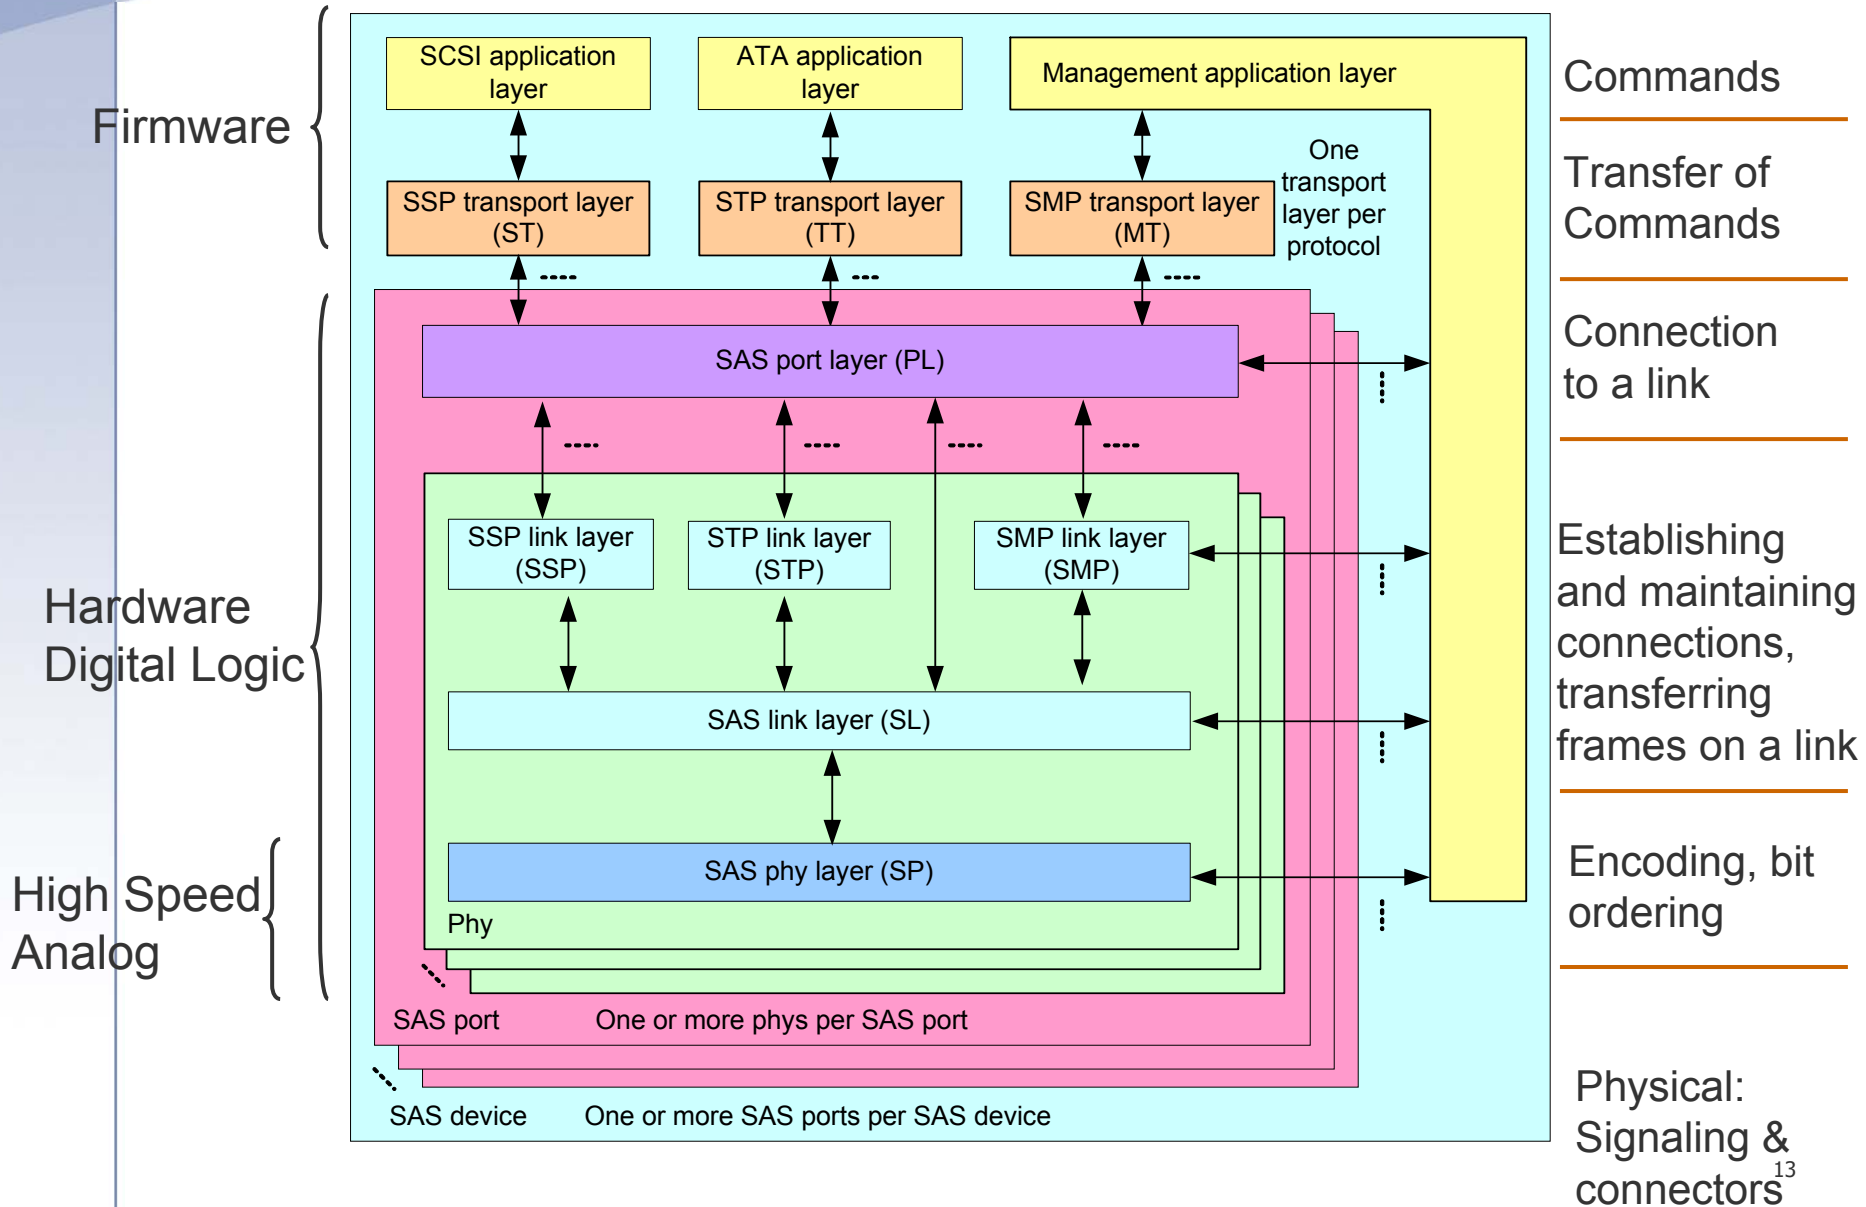 SCSI application
layer
ATA application
layer
Management application layer
Commands
Firmware
One
transport
layer per
protocol
SSP transport layer
(ST)
STP transport layer
(TT)
SMP transport layer
(MT)
Transfer of
Commands
SAS port layer (PL)
Connection
to a link
SSP link layer
(SSP)
STP link layer
(STP)
SMP link layer
(SMP)
Establishing
and maintaining
connections,
transferring
frames on a link
Hardware
Digital Logic
SAS link layer (SL)
SAS phy layer (SP)
Phy
Encoding, bit
ordering
High Speed
Analog
SAS port
One or more phys per SAS port
SAS device
One or more SAS ports per SAS device
Physical:
Signaling &
connectors
13